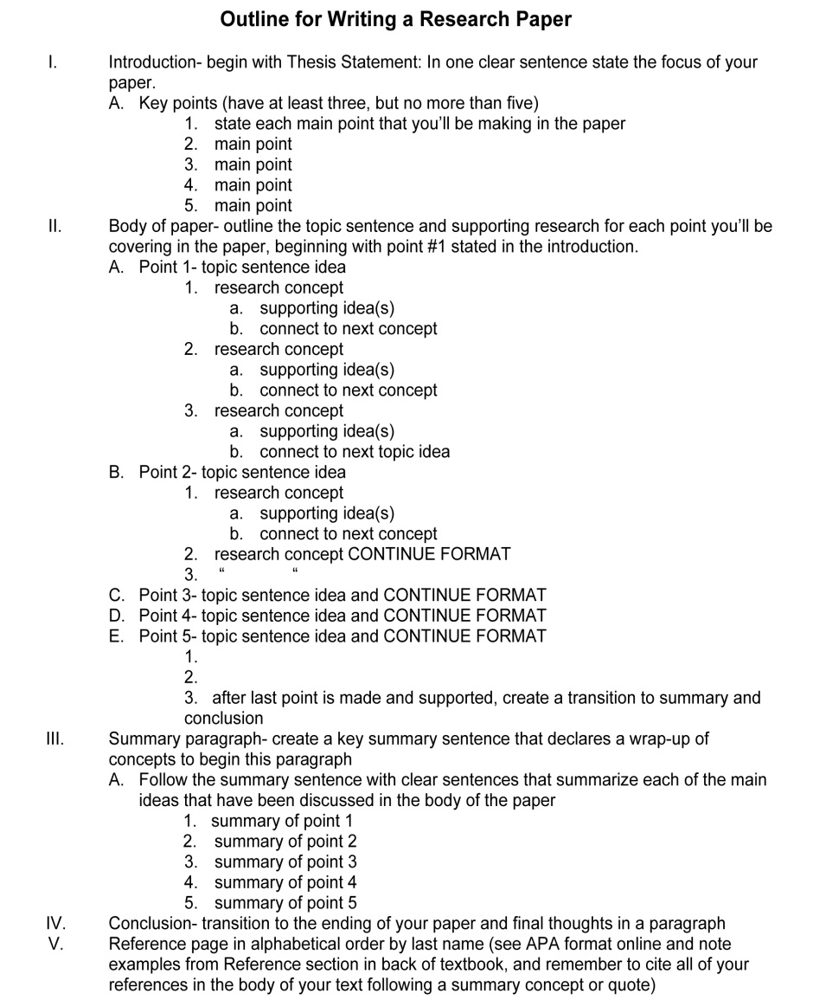 Outline for Writing a Research Paper
I. Introduction- begin with Thesis Statement: In one clear sentence state the focus of your
paper.
A. Key points (have at least three, but no more than five)
1. state each main point that you’ll be making in the paper
2. main point
3. main point
4. main point
5. main point
II. Body of paper- outline the topic sentence and supporting research for each point you’ll be
covering in the paper, beginning with point #1 stated in the introduction.
A. Point 1- topic sentence idea
1. research concept
a. supporting idea(s)
b. connect to next concept
2. research concept
a. supporting idea(s)
b. connect to next concept
3. research concept
a. supporting idea(s)
b. connect to next topic idea
B. Point 2- topic sentence idea
1. research concept
a. supporting idea(s)
b. connect to next concept
2. research concept CONTINUE FORMAT
3. “ “
C. Point 3- topic sentence idea and CONTINUE FORMAT
D. Point 4- topic sentence idea and CONTINUE FORMAT
E. Point 5- topic sentence idea and CONTINUE FORMAT
1.
2.
3. after last point is made and supported, create a transition to summary and
conclusion
III. Summary paragraph- create a key summary sentence that declares a wrap-up of
concepts to begin this paragraph
A. Follow the summary sentence with clear sentences that summarize each of the main
ideas that have been discussed in the body of the paper
1. summary of point 1
2. summary of point 2
3. summary of point 3
4. summary of point 4
5. summary of point 5
IV. Conclusion- transition to the ending of your paper and final thoughts in a paragraph
V. Reference page in alphabetical order by last name (see APA format online and note
examples from Reference section in back of textbook, and remember to cite all of your
references in the body of your text following a summary concept or quote)